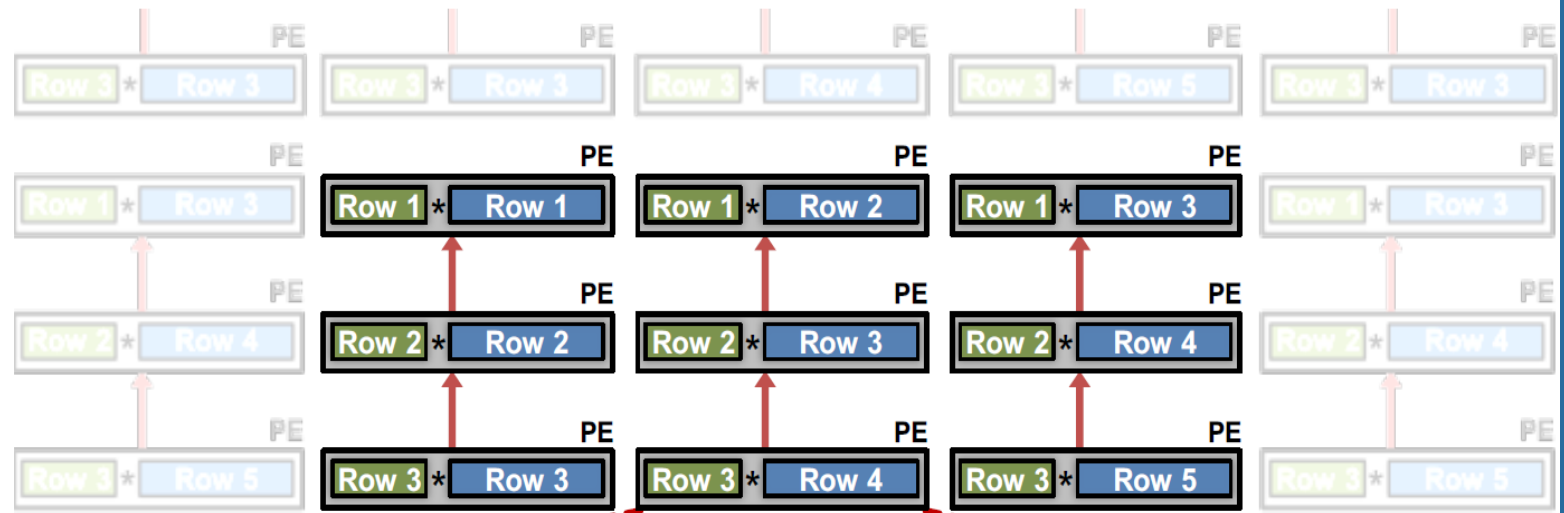 PE PE PE PE PE
Row 3 * Row 3 Row 3 * Row 3 Row 3 * Row 4 Row 3 * Row 5 Row 3 * Row 3
PE PE PE PE PE
Row 1 * Row 3 Row 1 * Row 1 Row 1 * Row 2 Row 1 * Row 3 Row 1 * Row 3
PE PE PE PE PE
Row 2 * Row 4 Row 2 * Row 2 Row 2 * Row 3 Row 2 * Row 4 Row 2 * Row 4
PE PE PE PE PE
Row 3 * Row 5 Row 3 * Row 3 Row 3 * Row 4 Row 3 * Row 5 Row 3 * Row 5